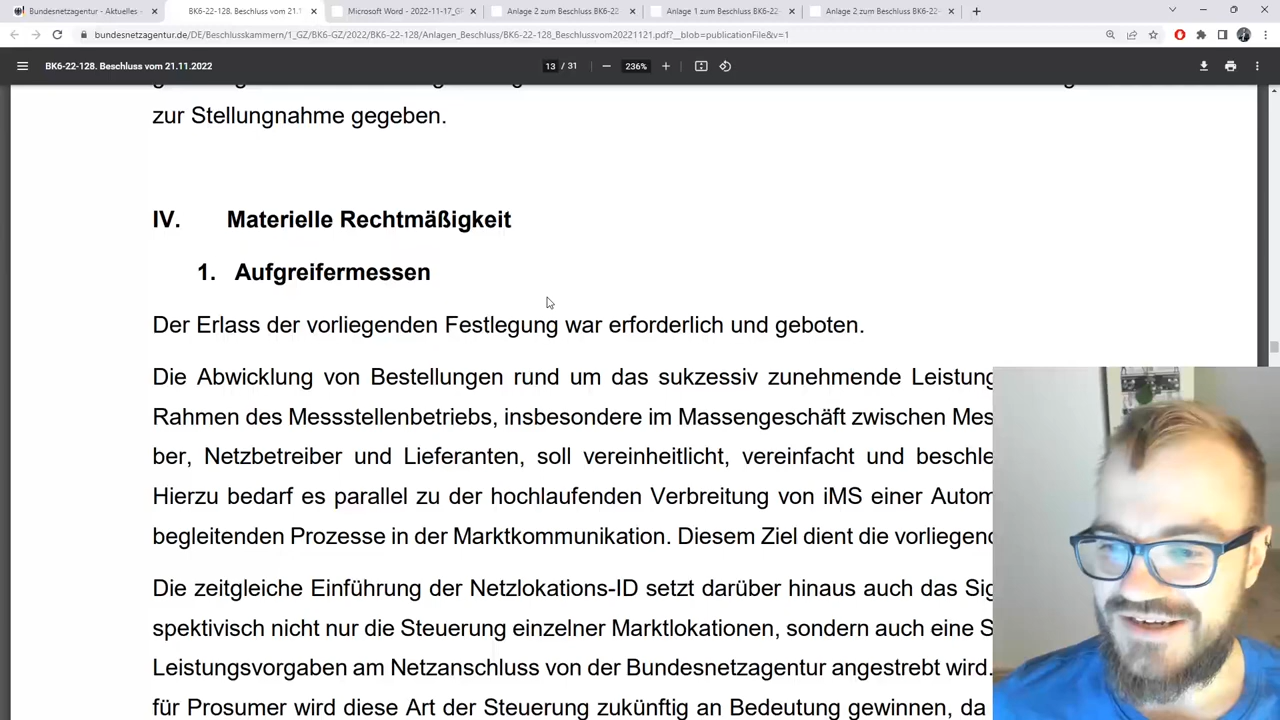 Bundesnetzagentur - Aktuelles -
BK6-22-128. Beschluss vom 21.1
Microsoft Word - 2022-11-17_GF
Anlage 2 zum Beschluss BK6-22-
Anlage 1 zum Beschluss BK6-22-
Anlage 2 zum Beschluss BK6-22-
bundesnetzagentur.de/DE/Beschlusskammern/1_GZ/BK6-GZ/2022/BK6-22-128/Anlagen_Beschluss/BK6-22-128_Beschlussvom20221121.pdf?__blob=publicationFile&v=1
BK6-22-128. Beschluss vom 21.11.2022
13 / 31
236%
zur Stellungnahme gegeben.
IV. Materielle Rechtmäßigkeit
1. Aufgreifermessen
Der Erlass der vorliegenden Festlegung war erforderlich und geboten.
Die Abwicklung von Bestellungen rund um das sukzessiv zunehmende Leistung
Rahmen des Messstellenbetriebs, insbesondere im Massengeschäft zwischen Mes
ber, Netzbetreiber und Lieferanten, soll vereinheitlicht, vereinfacht und beschle
Hierzu bedarf es parallel zu der hochlaufenden Verbreitung von iMS einer Autom
begleitenden Prozesse in der Marktkommunikation. Diesem Ziel dient die vorliegend
Die zeitgleiche Einführung der Netzlokations-ID setzt darüber hinaus auch das Sig
spektivisch nicht nur die Steuerung einzelner Marktlokationen, sondern auch eine S
Leistungsvorgaben am Netzanschluss von der Bundesnetzagentur angestrebt wird.
für Prosumer wird diese Art der Steuerung zukünftig an Bedeutung gewinnen, da